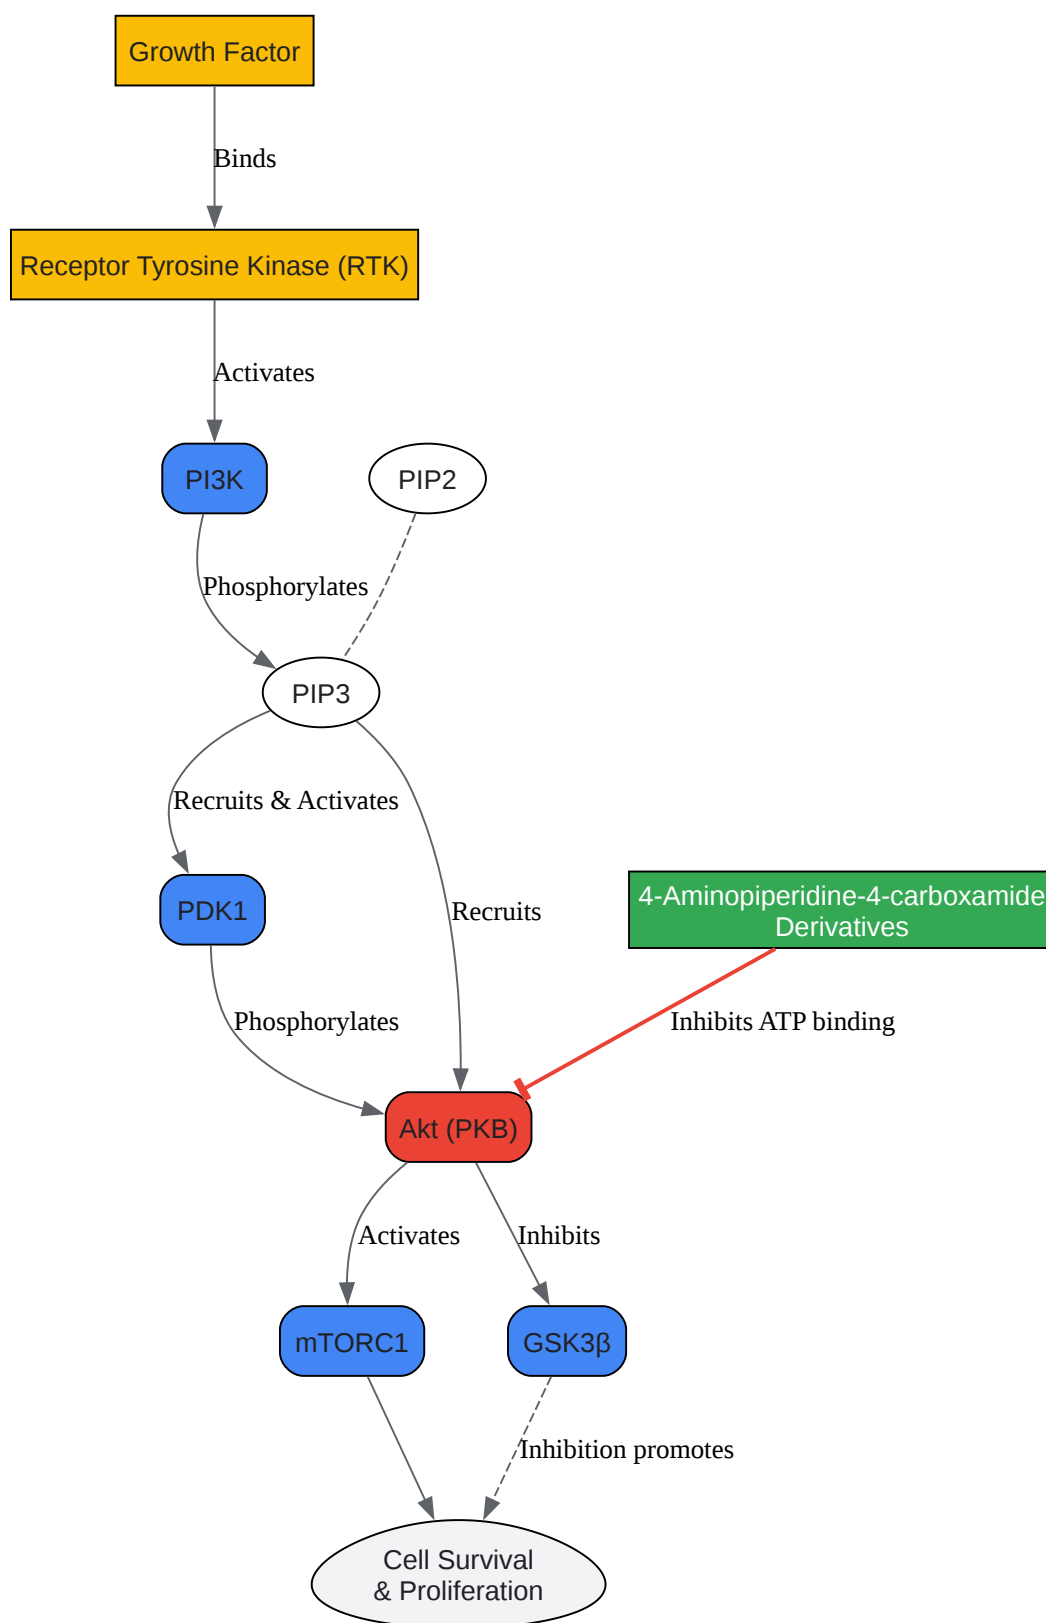 Growth Factor
Binds
Receptor Tyrosine Kinase (RTK)
Activates
PI3K
PIP2
Phosphorylates
PIP3
Recruits & Activates
PDK1
Recruits
4-Aminopiperidine-4-carboxamide
Derivatives
Phosphorylates
Inhibits ATP binding
Akt (PKB)
Activates
Inhibits
mTORC1
GSK3β
Inhibition promotes
Cell Survival
& Proliferation